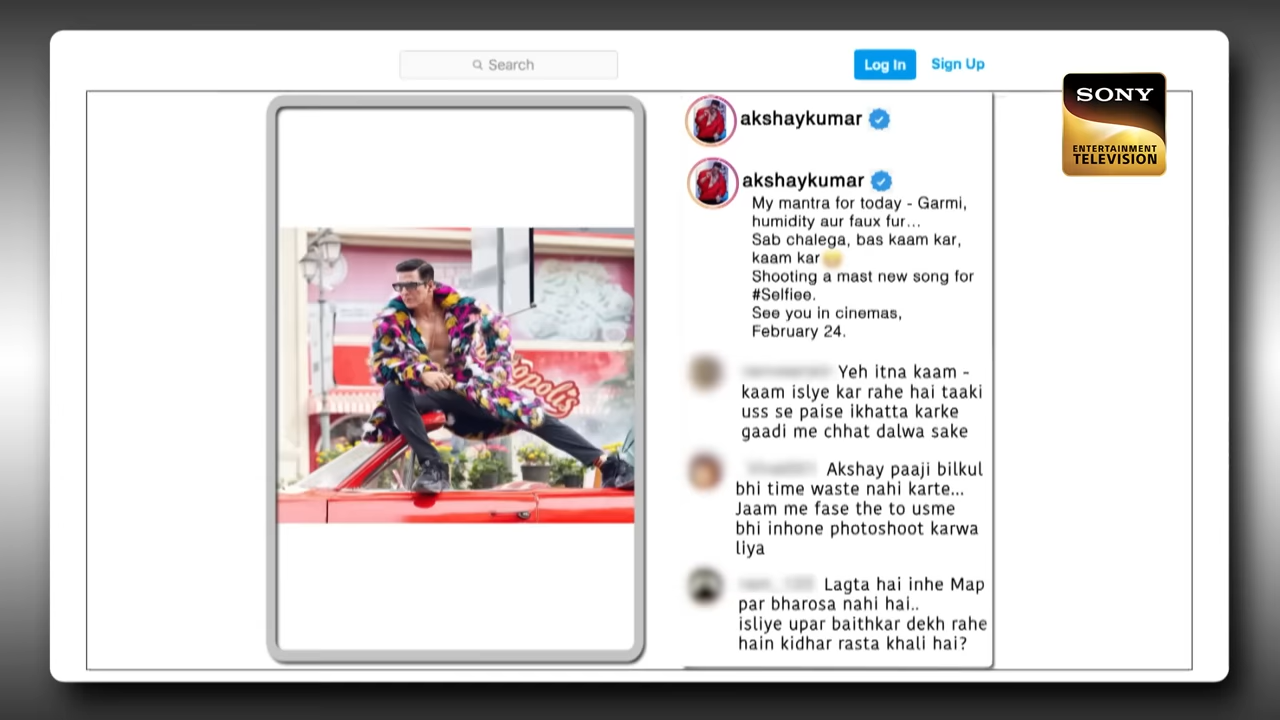 Search
Log In
Sign Up
SONY
ENTERTAINMENT
TELEVISION
akshaykumar
akshaykumar
My mantra for today - Garmi,
humidity aur faux fur...
Sab chalega, bas kaam kar,
kaam kar
Shooting a mast new song for
#Selfiee.
See you in cinemas,
February 24.
Yeh itna kaam -
kaam islye kar rahe hai taaki
uss se paise ikhatta karke
gaadi me chhat dalwa sake
Akshay paaji bilkul
bhi time waste nahi karte...
Jaam me fase the to usme
bhi inhone photoshoot karwa
liya
Lagta hai inhe Map
par bharosa nahi hai..
isliye upar baithkar dekh rahe
hain kidhar rasta khali hai?